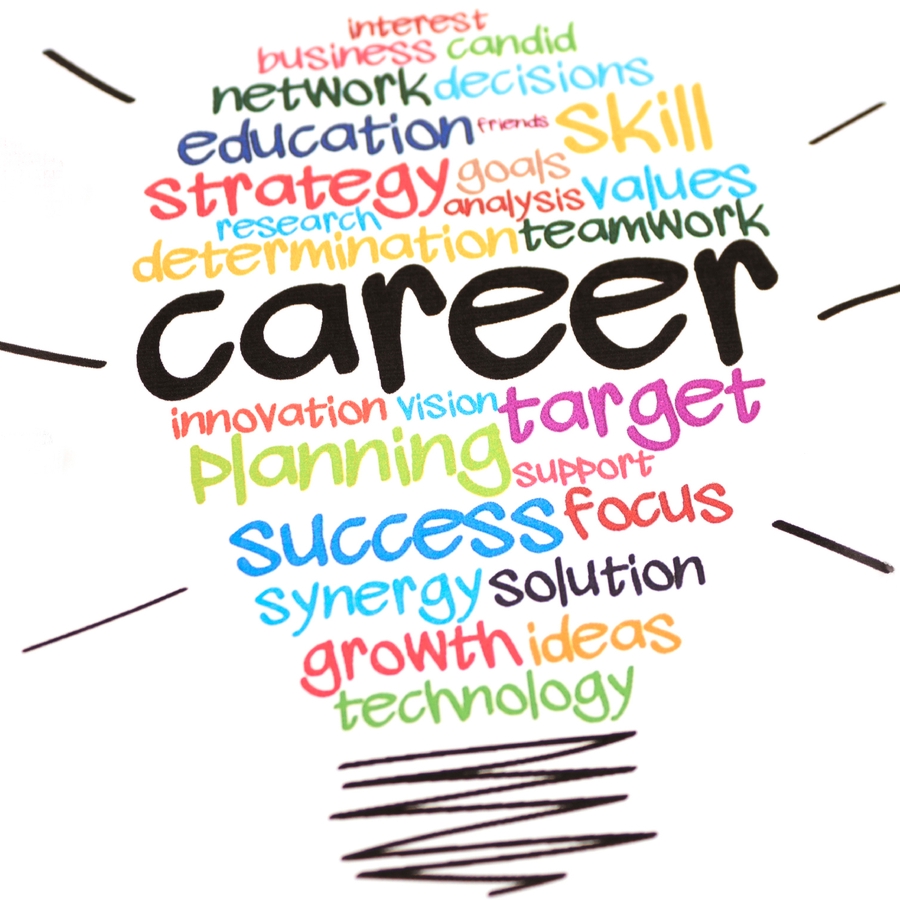 interest
business candid
network decisions
education friends skill
strategy goals
analysis values
research teamwork
determination
career
innovation vision target
planning support
success focus
synergy solution
growth ideas
technology